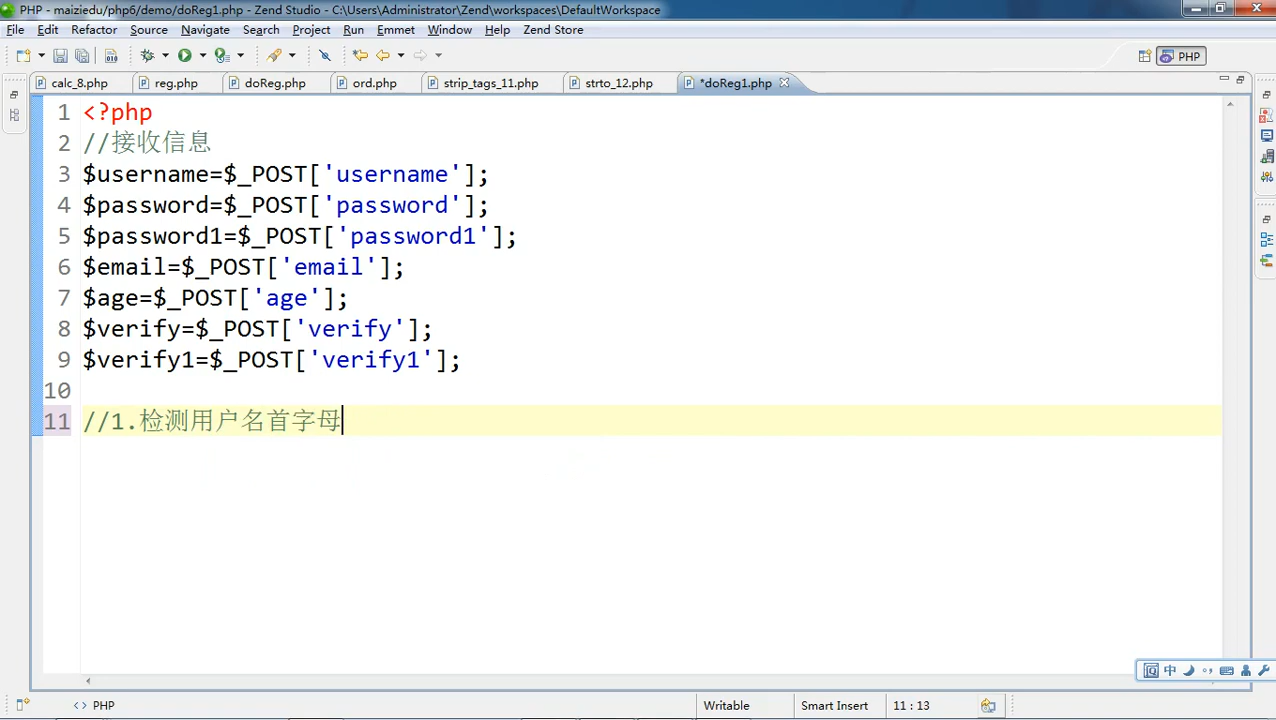 PHP - maiziedu/php6/demo/doReg1.php - Zend Studio - C:\Users\Administrator\Zend\workspaces\DefaultWorkspace
File Edit Refactor Source Navigate Search Project Run Emmet Window Help Zend Store
PHP
calc_8.php reg.php doReg.php ord.php strip_tags_11.php strto_12.php *doReg1.php
1 <?php
2 //接收信息
3 $username=$_POST['username'];
4 $password=$_POST['password'];
5 $password1=$_POST['password1'];
6 $email=$_POST['email'];
7 $age=$_POST['age'];
8 $verify=$_POST['verify'];
9 $verify1=$_POST['verify1'];
10
11 //1.检测用户名首字母
中
<> PHP Writable Smart Insert 11 : 13